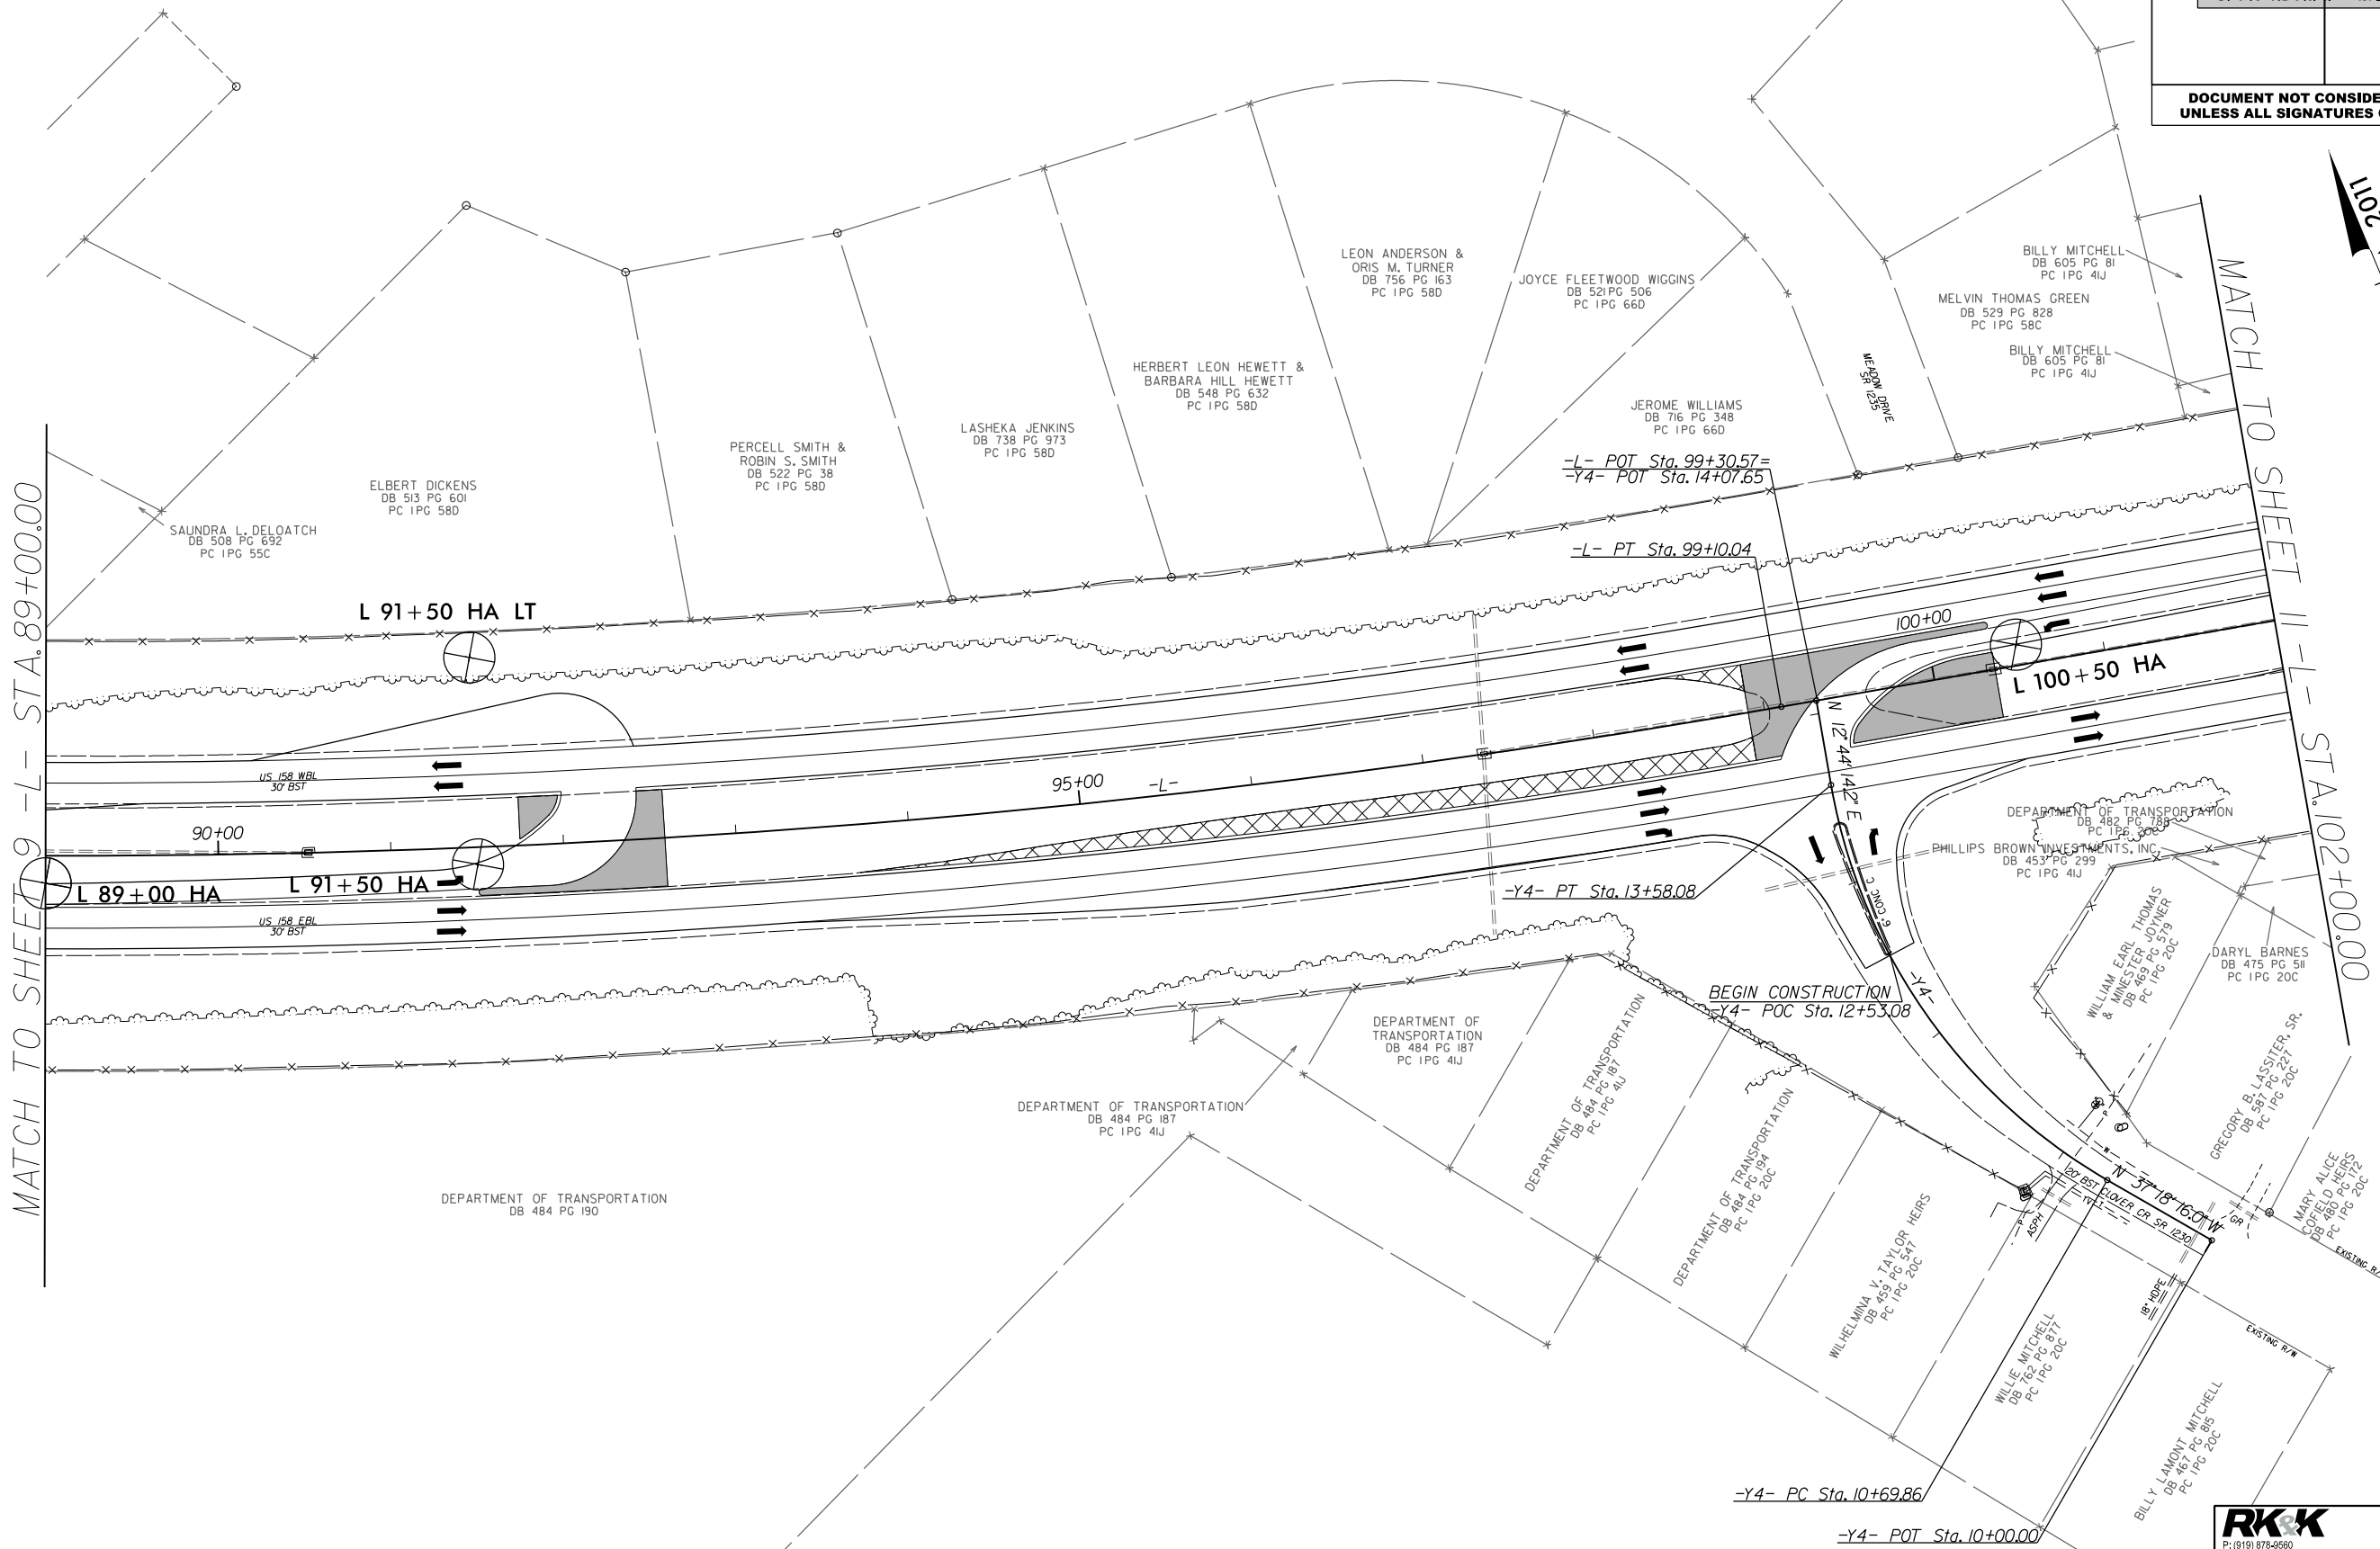 DOCUMENT NOT CONSIDE
UNLESS ALL SIGNATURES
2011
BILLY MITCHELL
DB 605 PG 81
PC 1 PG 41J
MELVIN THOMAS GREEN
DB 529 PG 828
PC 1 PG 58C
BILLY MITCHELL
DB 605 PG 81
PC 1 PG 41J
LEON ANDERSON &
ORIS M. TURNER
DB 756 PG 163
PC 1 PG 58D
JOYCE FLEETWOOD WIGGINS
DB 521 PG 506
PC 1 PG 66D
HERBERT LEON HEWETT &
BARBARA HILL HEWETT
DB 548 PG 632
PC 1 PG 58D
JEROME WILLIAMS
DB 716 PG 348
PC 1 PG 66D
MEADOW DRIVE
SR 1235
LASHEKA JENKINS
DB 738 PG 973
PC 1 PG 58D
PERCELL SMITH &
ROBIN S. SMITH
DB 522 PG 38
PC 1 PG 58D
ELBERT DICKENS
DB 513 PG 601
PC 1 PG 58D
SAUNDRA L. DELOATCH
DB 508 PG 692
PC 1 PG 55C
MATCH TO SHEET 9 -L- STA. 89+00.00
MATCH TO SHEET 11 -L- STA. 102+00.00
-L- POT Sta. 99+30.57=
-Y4- POT Sta. 14+07.65
-L- PT Sta. 99+10.04
L 91+50 HA LT
100+00
L 100+50 HA
N 12°44'14.2" E
US 158 WBL
30' BST
95+00
-L-
90+00
L 89+00 HA
L 91+50 HA
US 158 EBL
30' BST
-Y4- PT Sta. 13+58.08
6" CONC C
DEPARTMENT OF TRANSPORTATION
DB 482 PG 788
PC 1 PG 20C
PHILLIPS BROWN INVESTMENTS, INC.
DB 453 PG 299
PC 1 PG 41J
WILLIAM EARL THOMAS
& MINESTER JOYNER
DB 469 PG 579
PC 1 PG 20C
DARYL BARNES
DB 475 PG 511
PC 1 PG 20C
BEGIN CONSTRUCTION
-Y4- POC Sta. 12+53.08
-Y4-
DEPARTMENT OF
TRANSPORTATION
DB 484 PG 187
PC 1 PG 41J
DEPARTMENT OF TRANSPORTATION
DB 484 PG 187
PC 1 PG 41J
DEPARTMENT OF TRANSPORTATION
DB 484 PG 187
PC 1 PG 41J
DEPARTMENT OF TRANSPORTATION
DB 484 PG 194
PC 1 PG 20C
GREGORY B. LASSITER, SR.
DB 587 PG 227
PC 1 PG 20C
MARY ALICE
COFIELD HEIRS
DB 480 PG 172
PC 1 PG 20C
DEPARTMENT OF TRANSPORTATION
DB 484 PG 190
WILHELMINA V. TAYLOR HEIRS
DB 459 PG 547
PC 1 PG 20C
P
ASPH
20' BST CLOVER CR SR 1230
N 37°18'16.0" W
GR
EXISTING R/
18" HDPE
EXISTING R/W
WILLIE MITCHELL
DB 762 PG 877
PC 1 PG 20C
BILLY LAMONT MITCHELL
DB 467 PG 815
PC 1 PG 20C
-Y4- PC Sta. 10+69.86
-Y4- POT Sta. 10+00.00
RK&K
P: (919) 878-9560